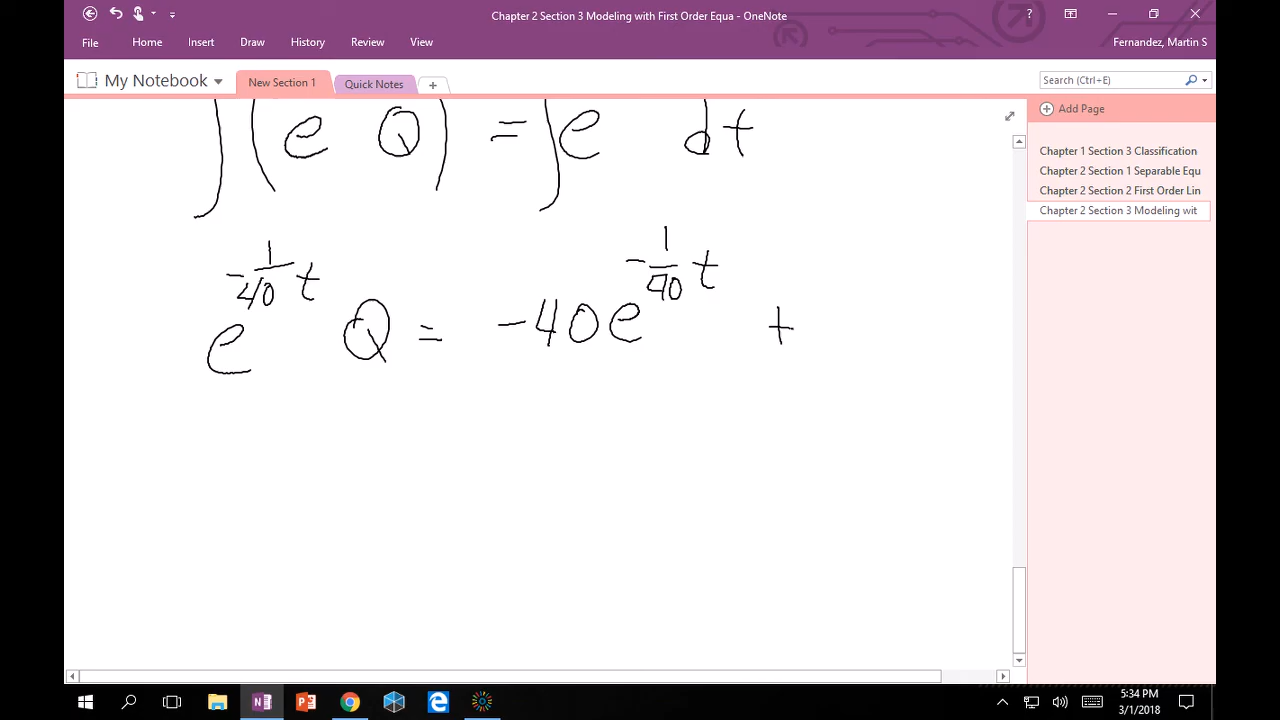 Chapter 2 Section 3 Modeling with First Order Equa - OneNote
?
File Home Insert Draw History Review View
Fernandez, Martin S
My Notebook
New Section 1
Quick Notes
+
Search (Ctrl+E)
Add Page
Chapter 1 Section 3 Classification
Chapter 2 Section 1 Separable Equ
Chapter 2 Section 2 First Order Lin
Chapter 2 Section 3 Modeling wit
∫(e Q) = ∫e dt
e^(-1/40 t) Q = -40e^(-1/40 t) +
5:34 PM
3/1/2018